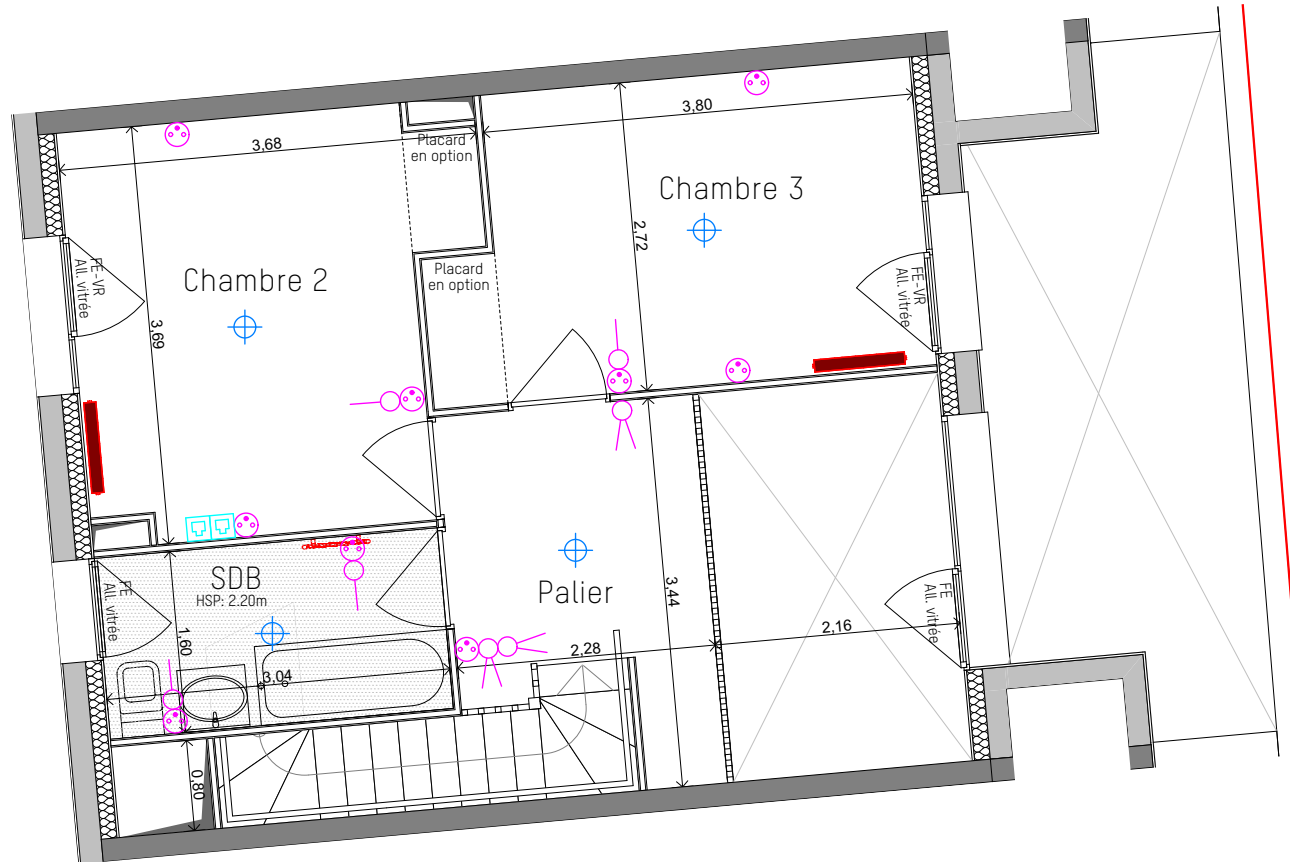 3,80
3,68
Placard
en option
Chambre 3
2,72
Chambre 2
FE-VR
All. vitrée
Placard
en option
FE-VR
All. vitrée
3,69
SDB
HSP: 2.20m
FE
All. vitrée
1,60
Palier
3,44
FE
All. vitrée
2,16
2,28
3,04
0,80